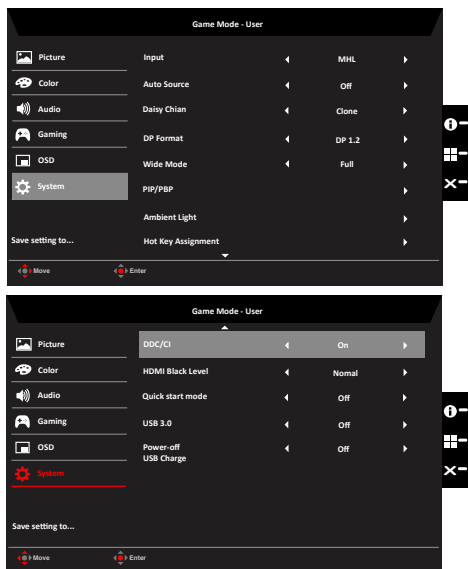 Game Mode - User
Picture
Input MHL
Color
Auto Source Off
Audio
Daisy Chian Clone
Gaming
DP Format DP 1.2
OSD
Wide Mode Full
System
PIP/PBP
Ambient Light
Save setting to...
Hot Key Assignment
Move Enter
Game Mode - User
Picture
DDC/CI On
Color
HDMI Black Level Nomal
Audio
Quick start mode Off
Gaming
USB 3.0 Off
OSD
Power-off Off
USB Charge
System
Save setting to...
Move Enter